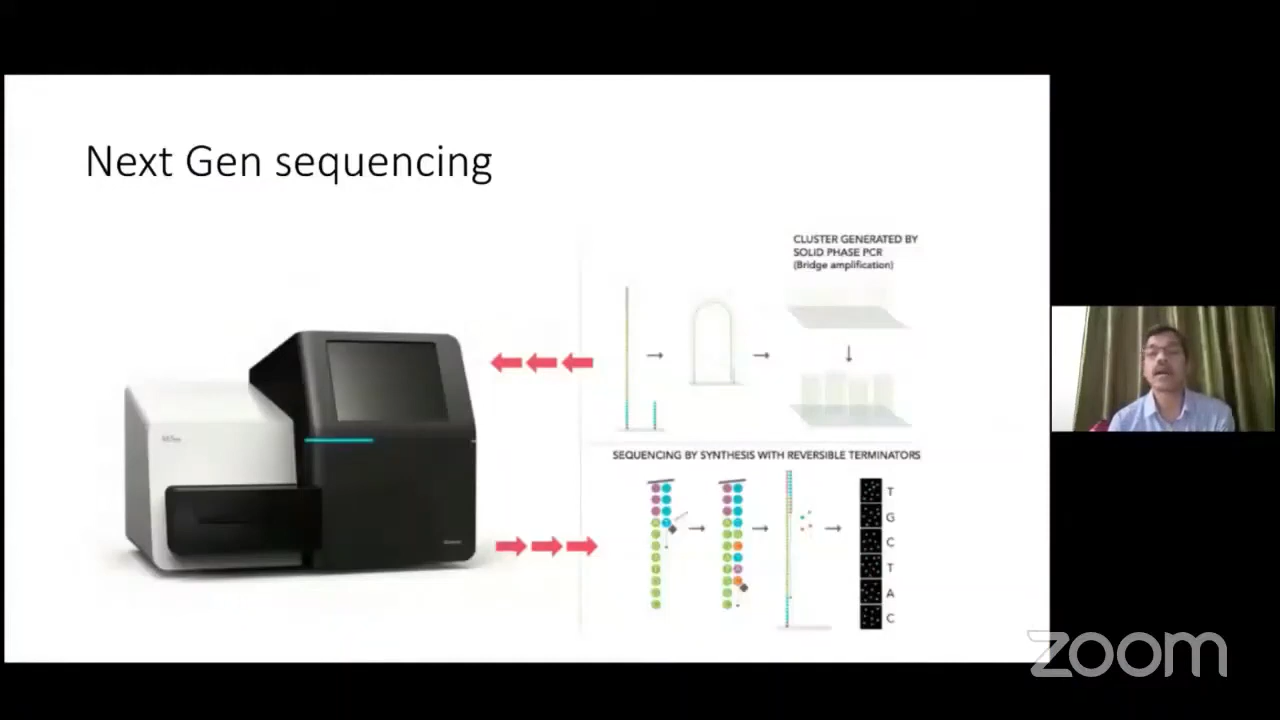 Next Gen sequencing
CLUSTER GENERATED BY
SOLID PHASE PCR
(Bridge amplification)
SEQUENCING BY SYNTHESIS WITH REVERSIBLE TERMINATORS
T
G
C
T
A
C
zoom